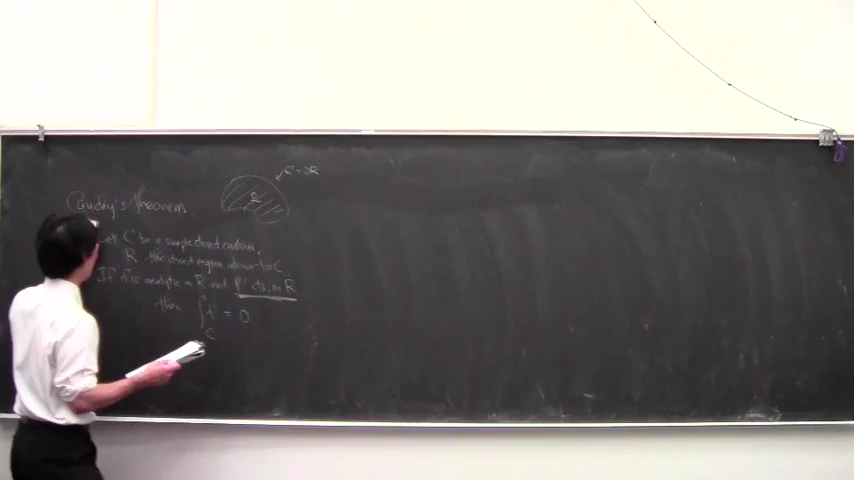 Cauchy's theorem
C = ∂R
R
Let C be a simple closed contour,
R the closed region interior to C.
If f is analytic on R and f' cts. on R
then ∫_C f = 0